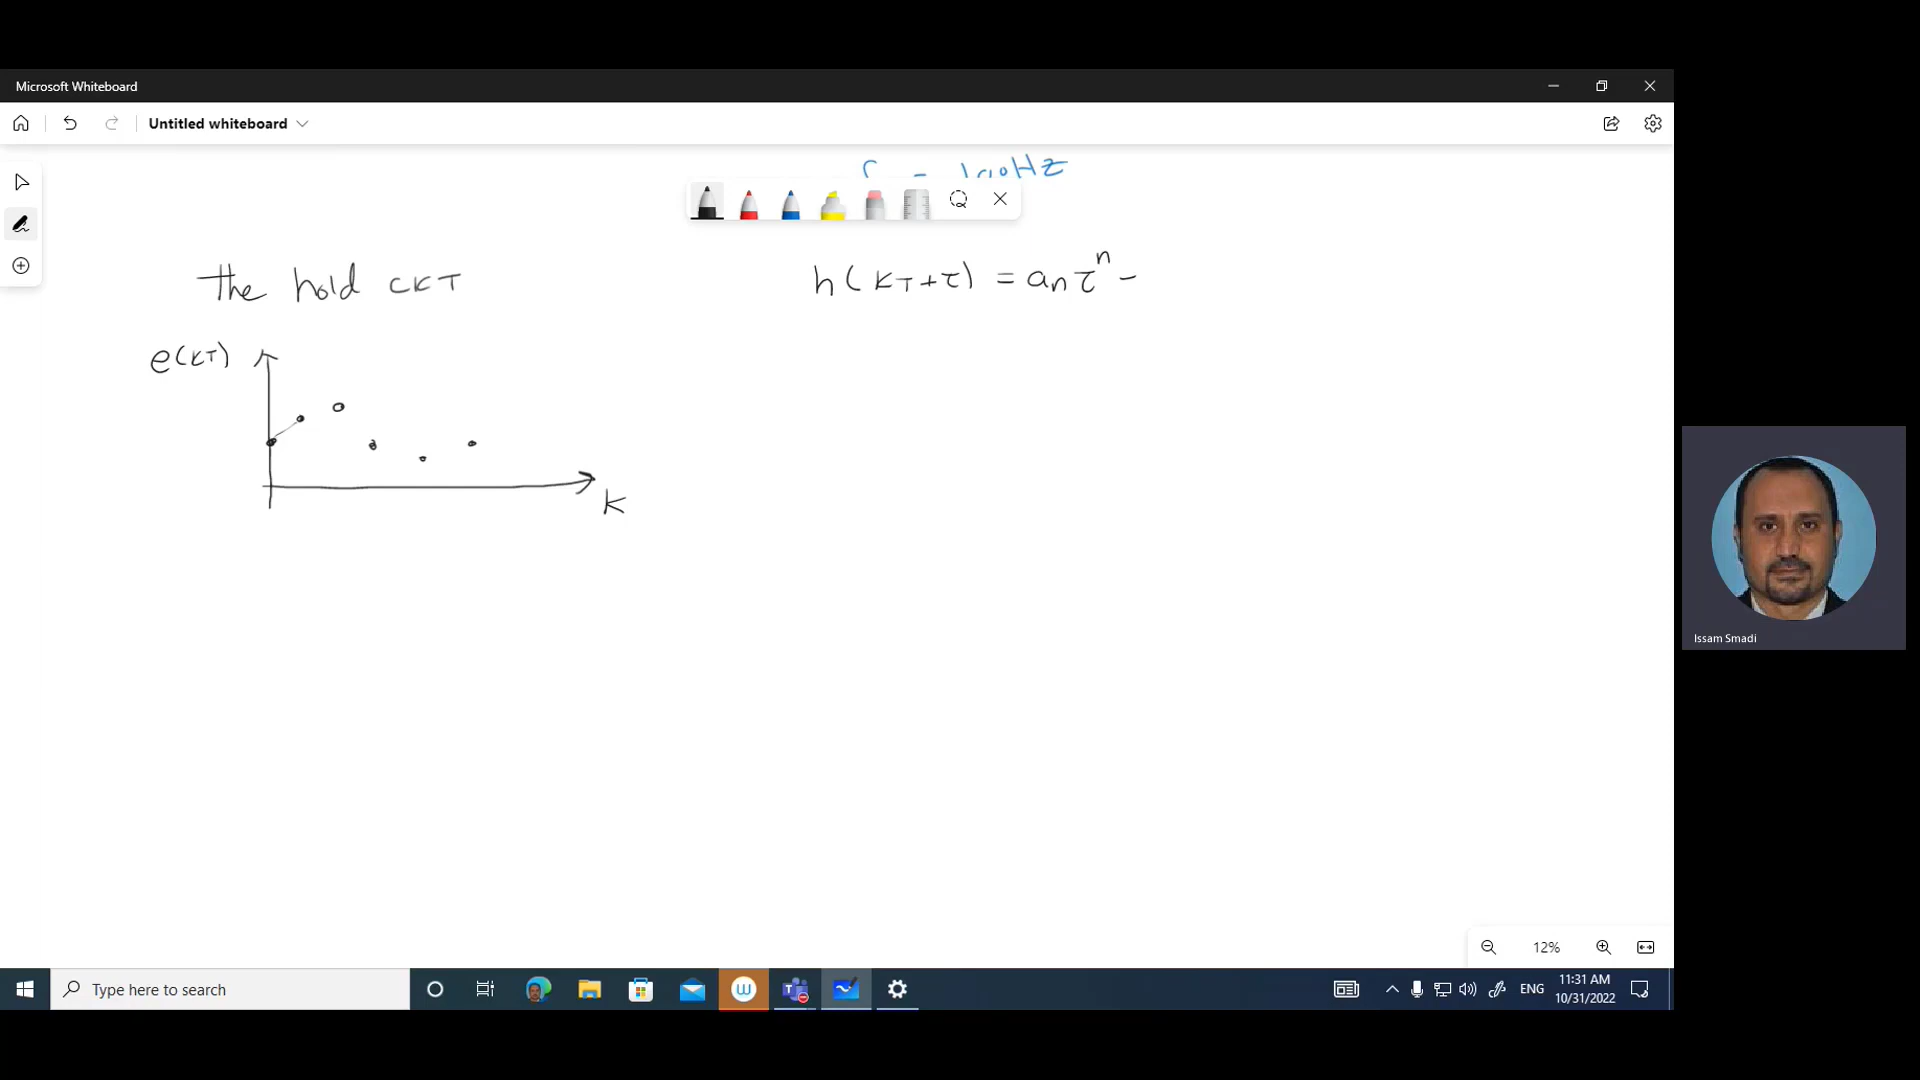 Microsoft Whiteboard
Untitled whiteboard
100Hz
the hold CKT
h(KT+τ) = anτⁿ -
e(KT)
K
Issam Smadi
12%
Type here to search
W
T
ENG
11:31 AM
10/31/2022